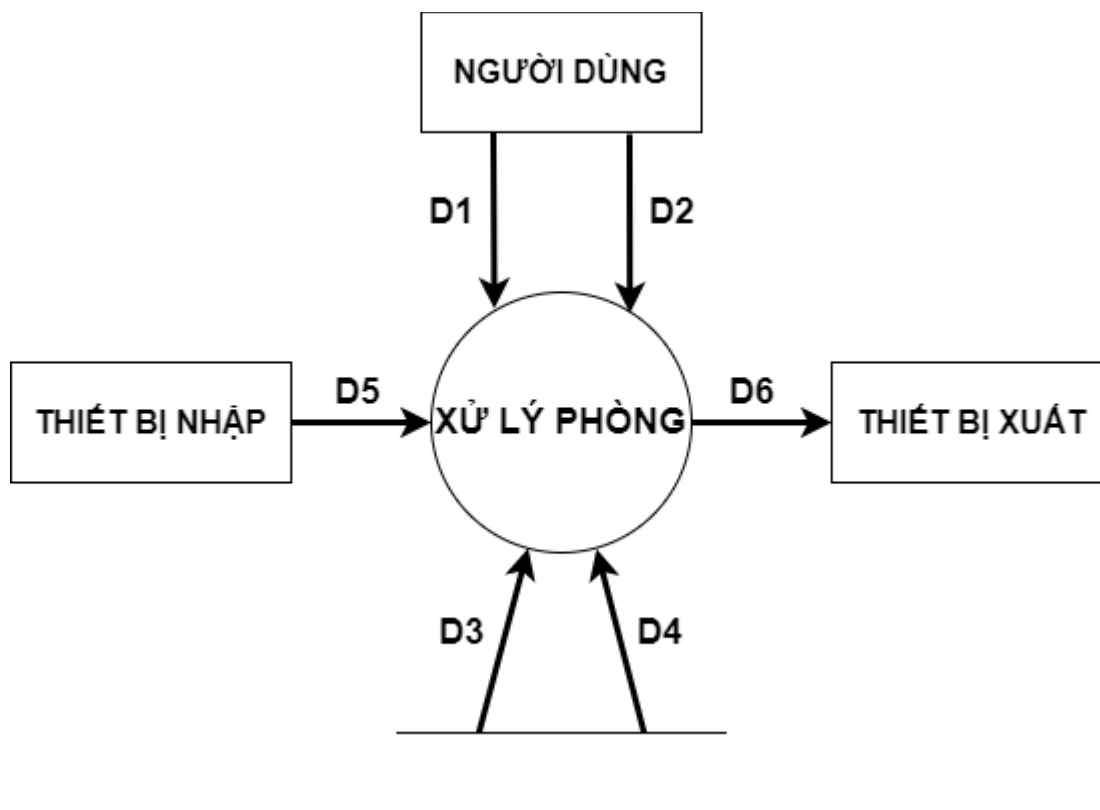 NGƯỜI DÙNG
D1
D2
THIẾT BỊ NHẬP
D5
XỬ LÝ PHÒNG
D6
THIẾT BỊ XUẤT
D3
D4